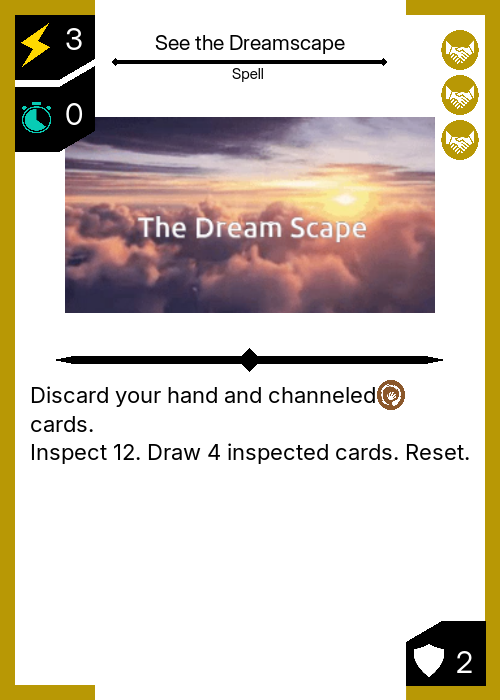 3
See the Dreamscape
Spell
0
The Dream Scape
Discard your hand and channeled
cards.
Inspect 12. Draw 4 inspected cards. Reset.
2